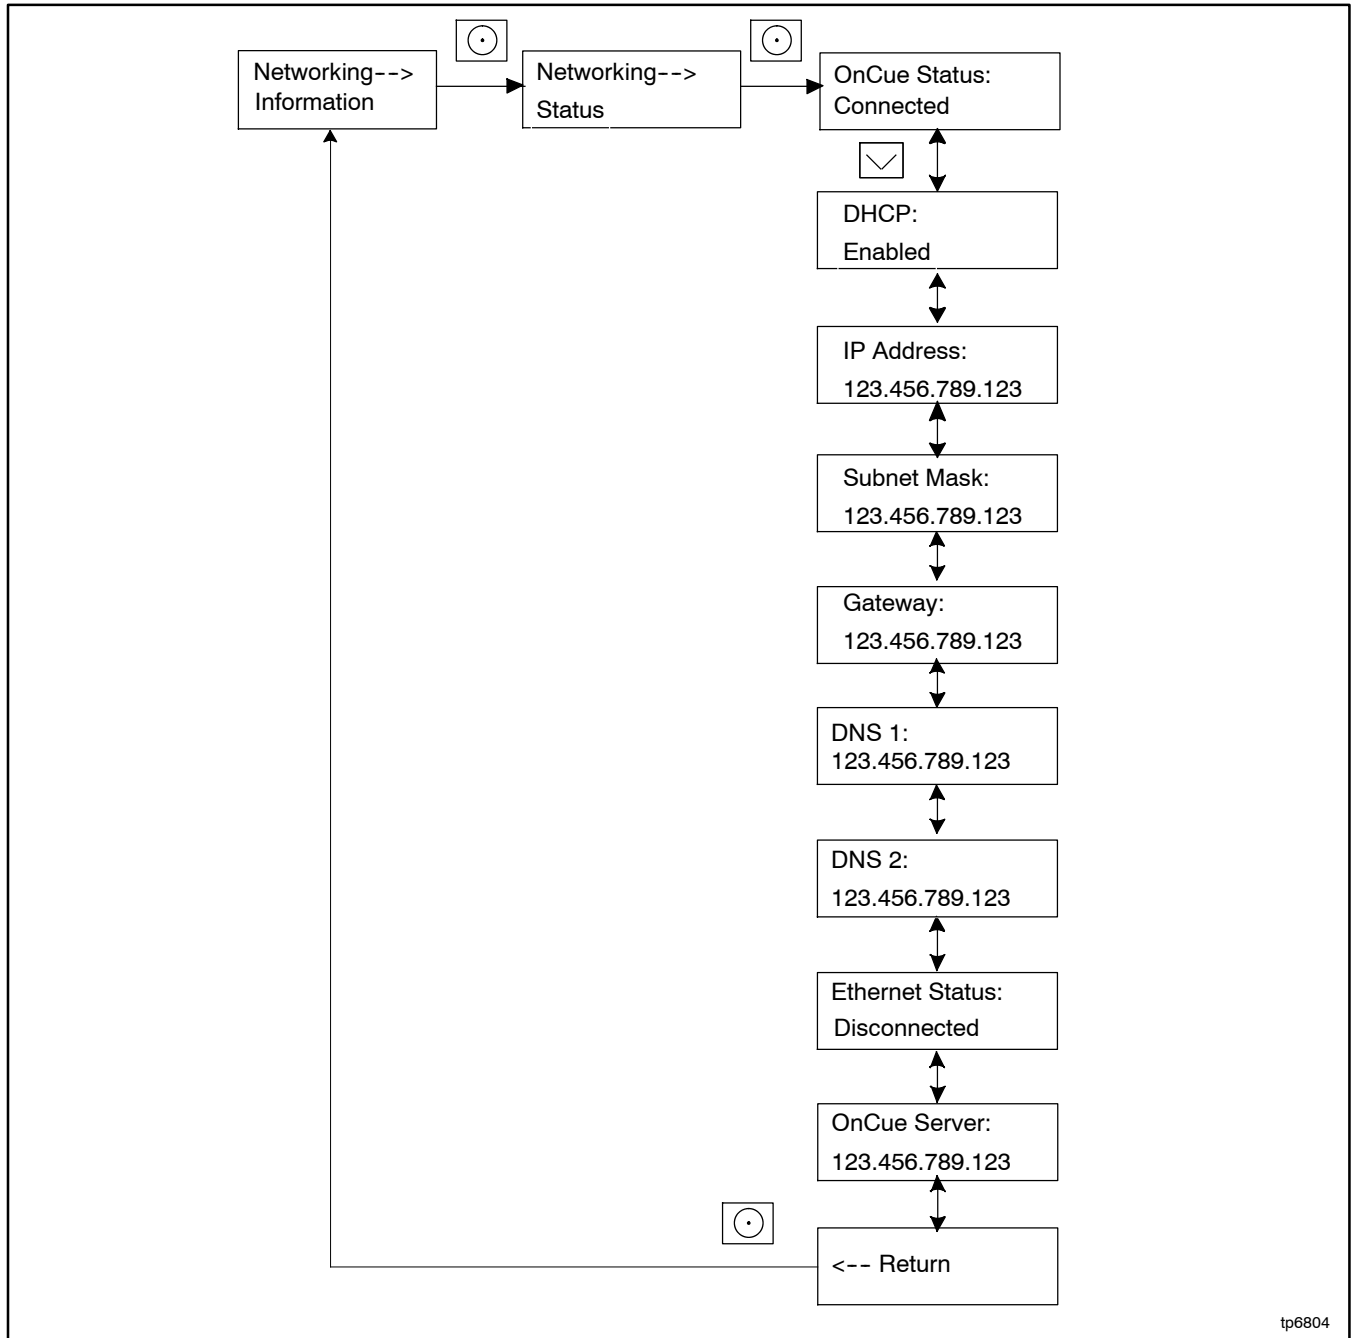 Networking-->
Information
Networking-->
Status
OnCue Status:
Connected
DHCP:
Enabled
IP Address:
123.456.789.123
Subnet Mask:
123.456.789.123
Gateway:
123.456.789.123
DNS 1:
123.456.789.123
DNS 2:
123.456.789.123
Ethernet Status:
Disconnected
OnCue Server:
123.456.789.123
<-- Return
tp6804